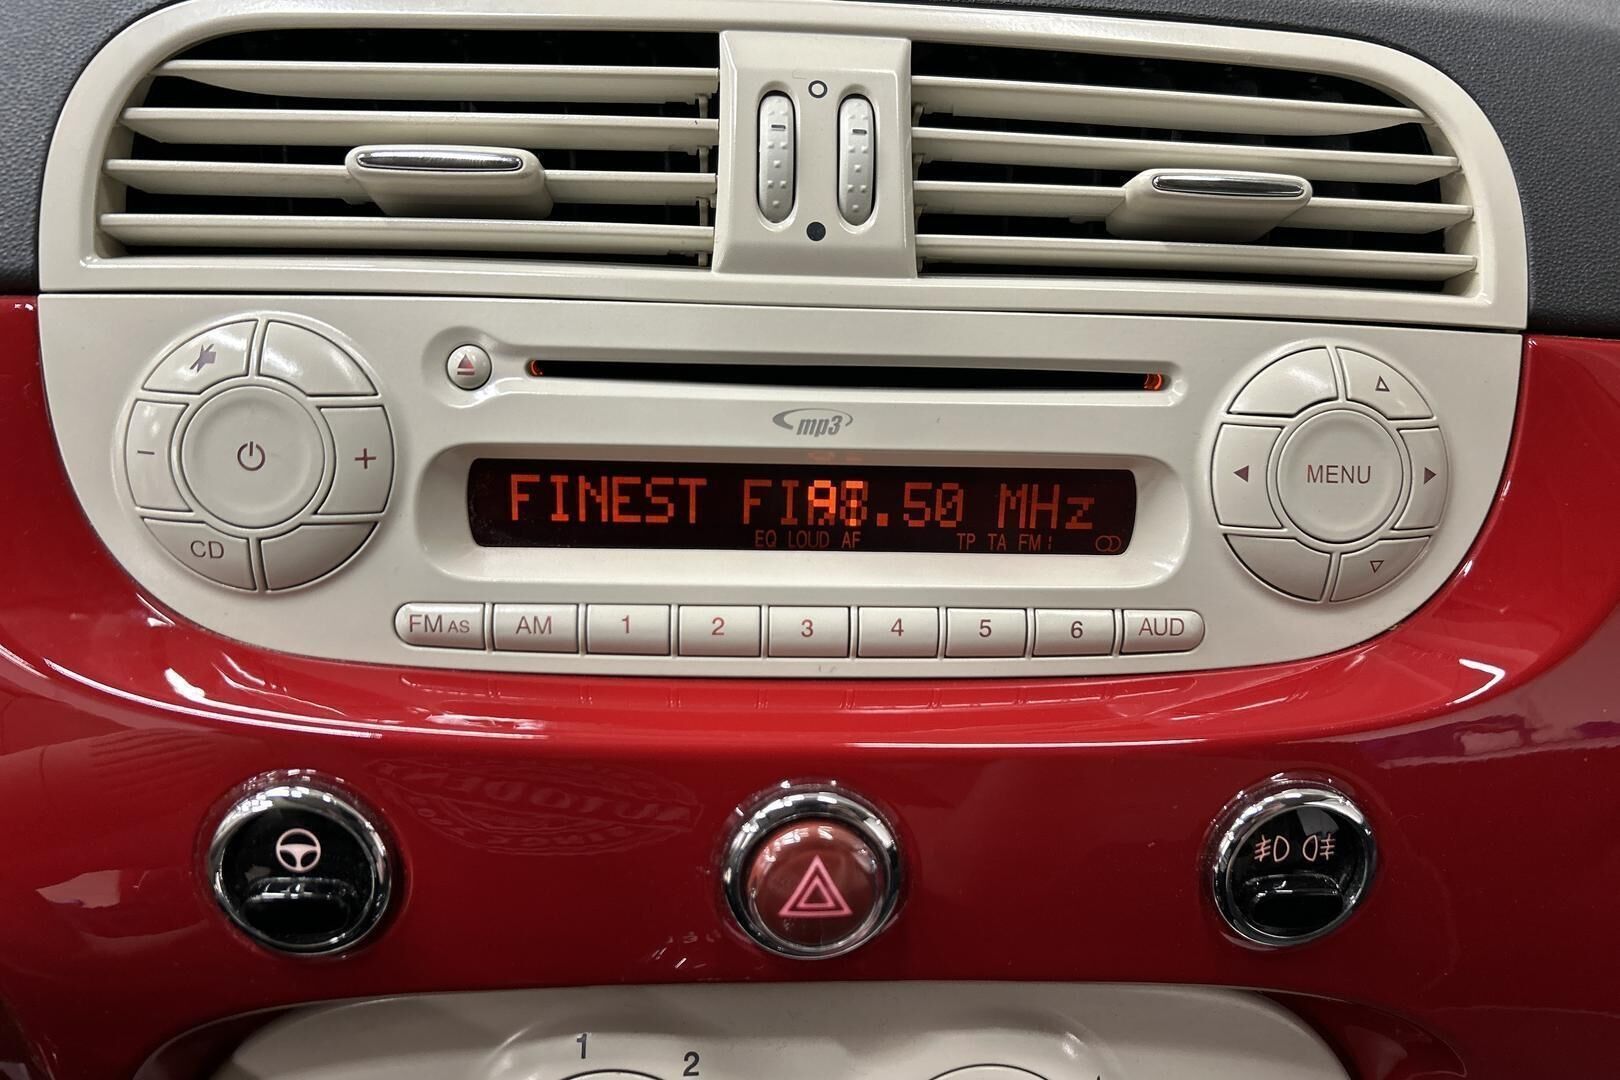 mp3
FINEST FI 8.50 MHz
EQ LOUD AF TP TA FM1
CD
MENU
FM AS AM 1 2 3 4 5 6 AUD
1
2